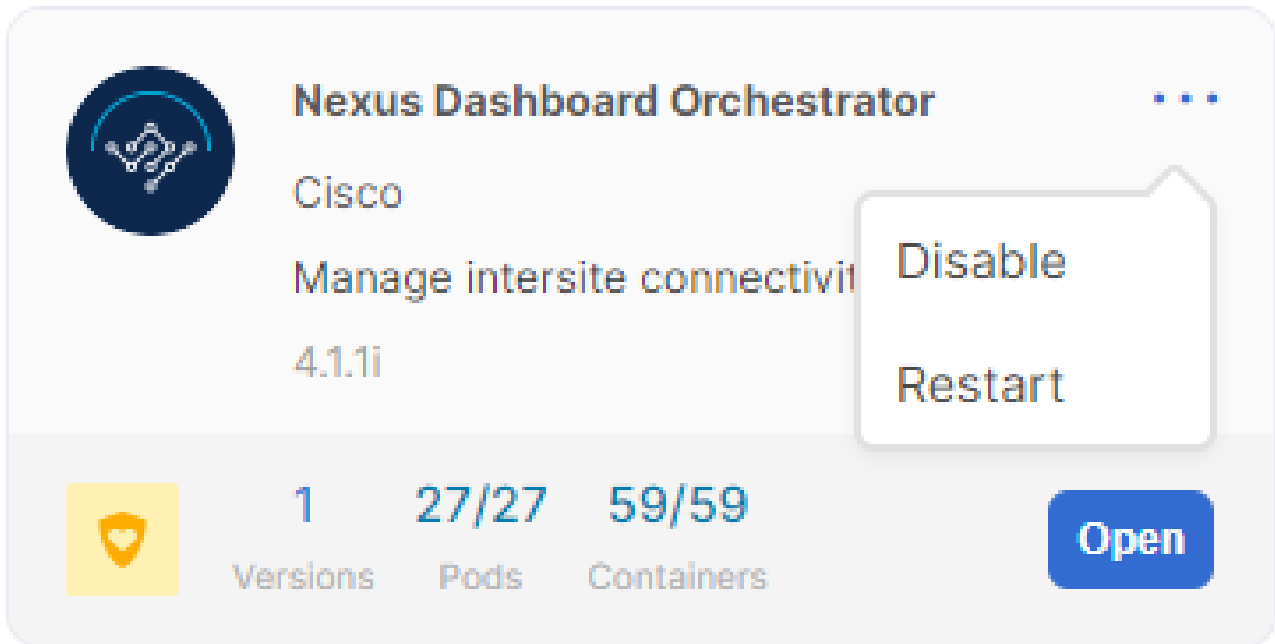 Nexus Dashboard Orchestrator
Cisco
Manage intersite
4.1.1i
Disable
Restart
1 27/27 59/59
Versions Pods Containers
Open